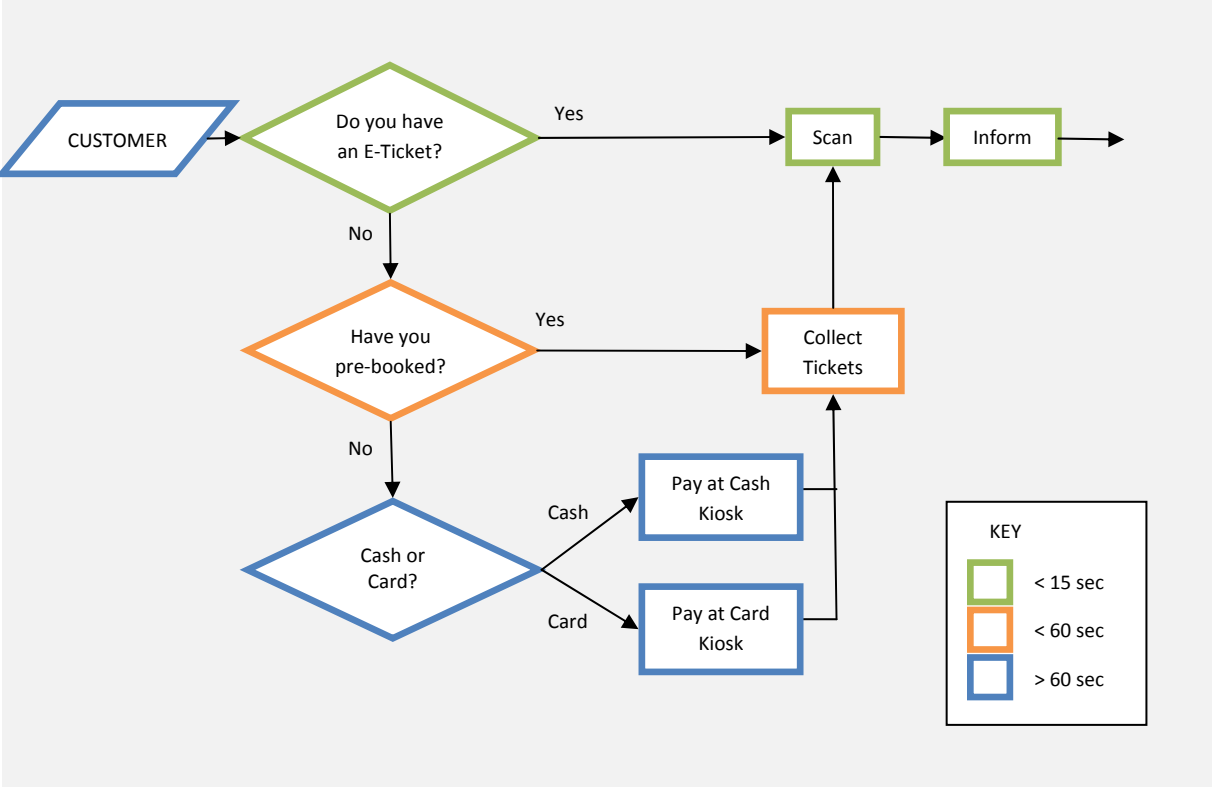 CUSTOMER
Do you have
an E-Ticket?
Yes
Scan
Inform
No
Have you
pre-booked?
Yes
Collect
Tickets
No
Cash or
Card?
Cash
Card
Pay at Cash
Kiosk
Pay at Card
Kiosk
KEY
< 15 sec
< 60 sec
> 60 sec